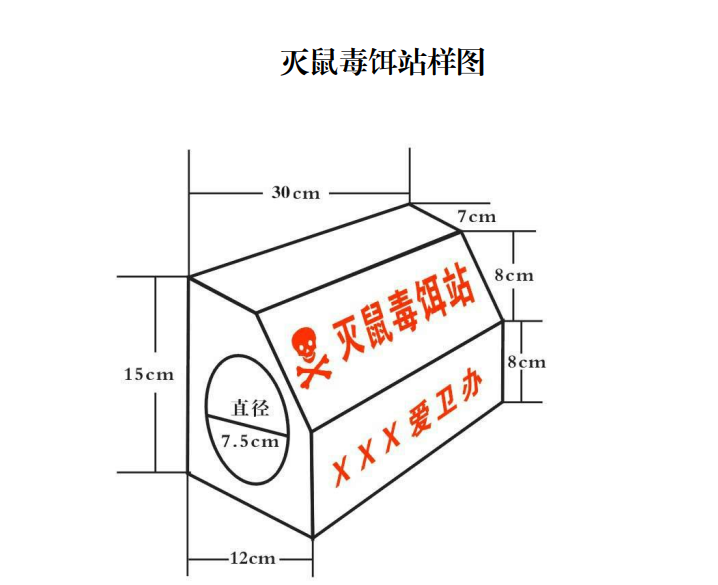 灭鼠毒饵站样图
30cm
7cm
8cm
灭鼠毒饵站
8cm
15cm
直径
7.5cm
XXX爱卫办
12cm